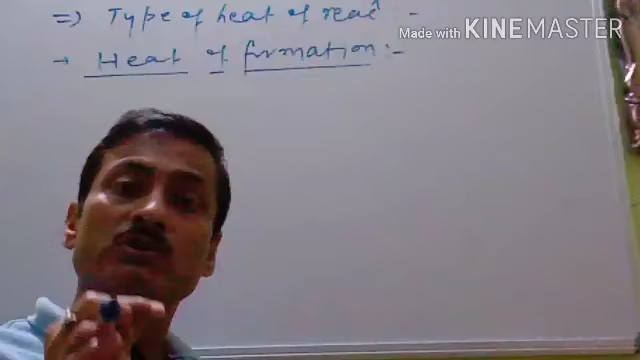 ⇒ Type of heat of reac^n -
Made with KINEMASTER
→ Heat of formation :-